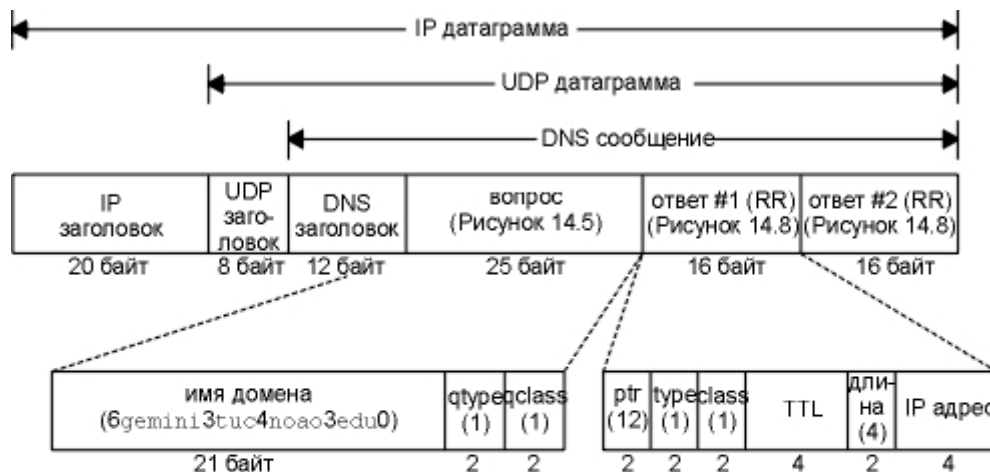 IP датаграмма
UDP датаграмма
DNS сообщение
IP
заголовок
UDP
заго-
ловок
DNS
заголовок
вопрос
(Рисунок 14.5)
ответ #1 (RR)
(Рисунок 14.8)
ответ #2 (RR)
(Рисунок 14.8)
20 байт
8 байт
12 байт
25 байт
16 байт
16 байт
имя домена
(6gemini3tuc4noao3edu0)
qtype
(1)
qclass
(1)
ptr
(12)
type
(1)
class
(1)
TTL
дли-
на
(4)
IP адрес
21 байт
2
2
2
2
2
4
2
4